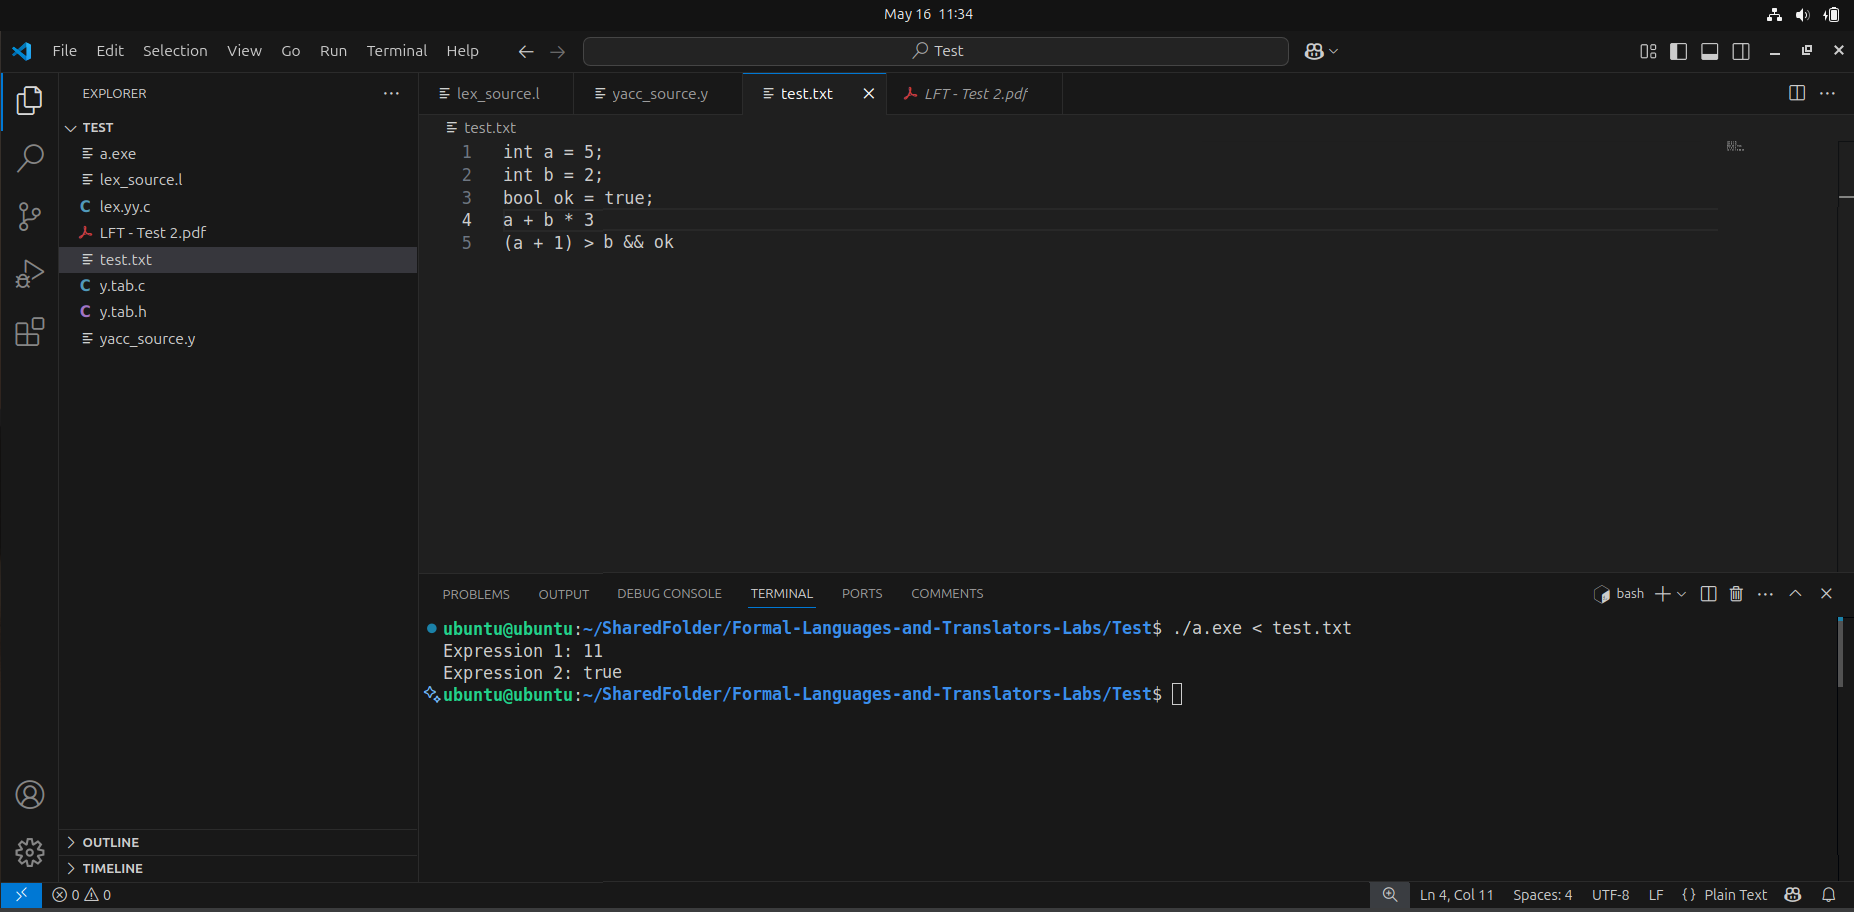 May 16 11:34
File Edit Selection View Go Run Terminal Help
Test
EXPLORER
TEST
a.exe
lex_source.l
lex.yy.c
LFT - Test 2.pdf
test.txt
y.tab.c
y.tab.h
yacc_source.y
OUTLINE
TIMELINE
lex_source.l yacc_source.y test.txt LFT - Test 2.pdf
test.txt
1 int a = 5;
2 int b = 2;
3 bool ok = true;
4 a + b * 3
5 (a + 1) > b && ok
PROBLEMS OUTPUT DEBUG CONSOLE TERMINAL PORTS COMMENTS
bash
ubuntu@ubuntu:~/SharedFolder/Formal-Languages-and-Translators-Labs/Test$ ./a.exe < test.txt
Expression 1: 11
Expression 2: true
ubuntu@ubuntu:~/SharedFolder/Formal-Languages-and-Translators-Labs/Test$
0 0
Ln 4, Col 11 Spaces: 4 UTF-8 LF {} Plain Text